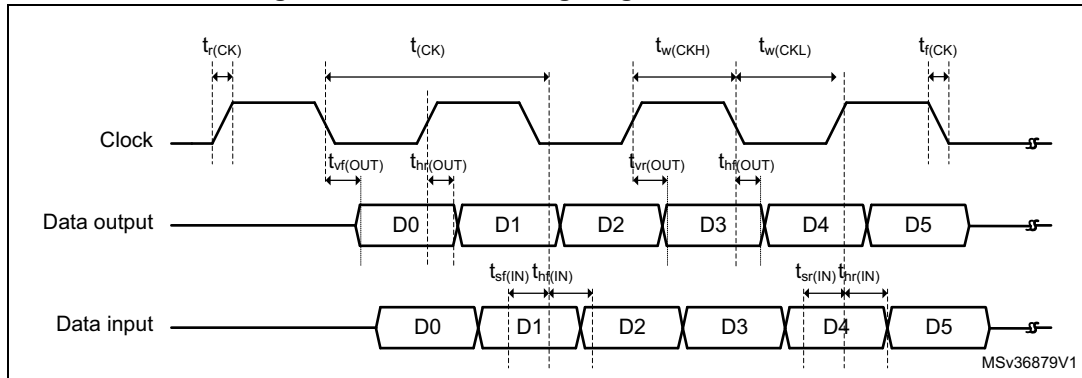 tr(CK) t(CK) tw(CKH) tw(CKL) tf(CK)
Clock
tvf(OUT) thr(OUT) tvr(OUT) thf(OUT)
Data output D0 D1 D2 D3 D4 D5
tsf(IN) thf(IN) tsr(IN) thr(IN)
Data input D0 D1 D2 D3 D4 D5
MSv36879V1